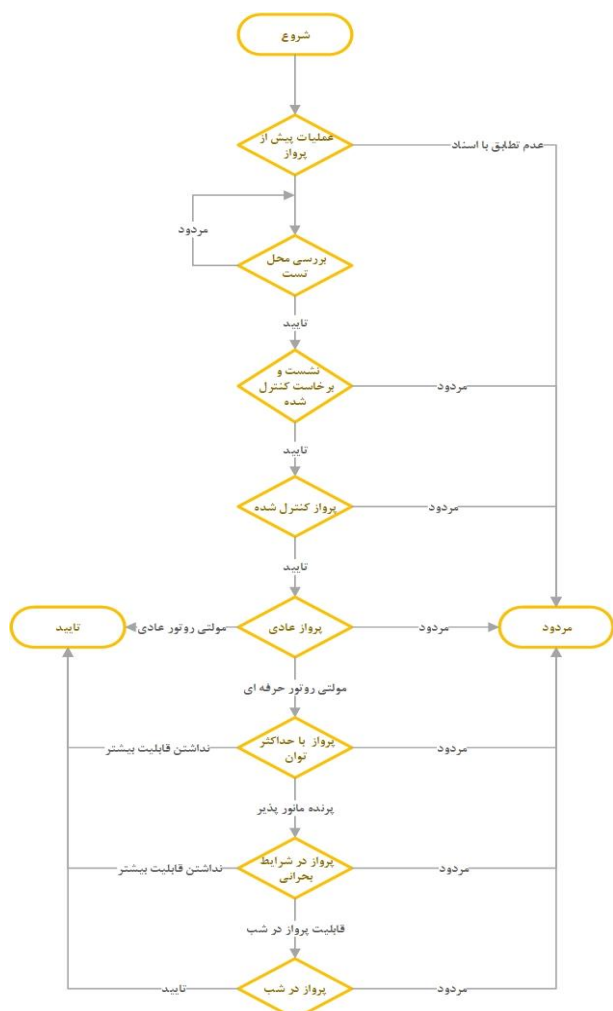 شروع
عملیات پیش از
پرواز
عدم تطابق با اسناد
مردود
بررسی محل
تست
تایید
نشست و
برخاست کنترل
شده
مردود
تایید
پرواز کنترل شده
مردود
تایید
مردود
مردود
پرواز عادی
مولتی روتور عادی
تایید
مولتی روتور حرفه ای
پرواز با حداکثر
توان
مردود
نداشتن قابلیت بیشتر
پرنده مانور پذیر
پرواز در شرایط
بحرانی
مردود
نداشتن قابلیت بیشتر
قابلیت پرواز در شب
پرواز در شب
مردود
تایید